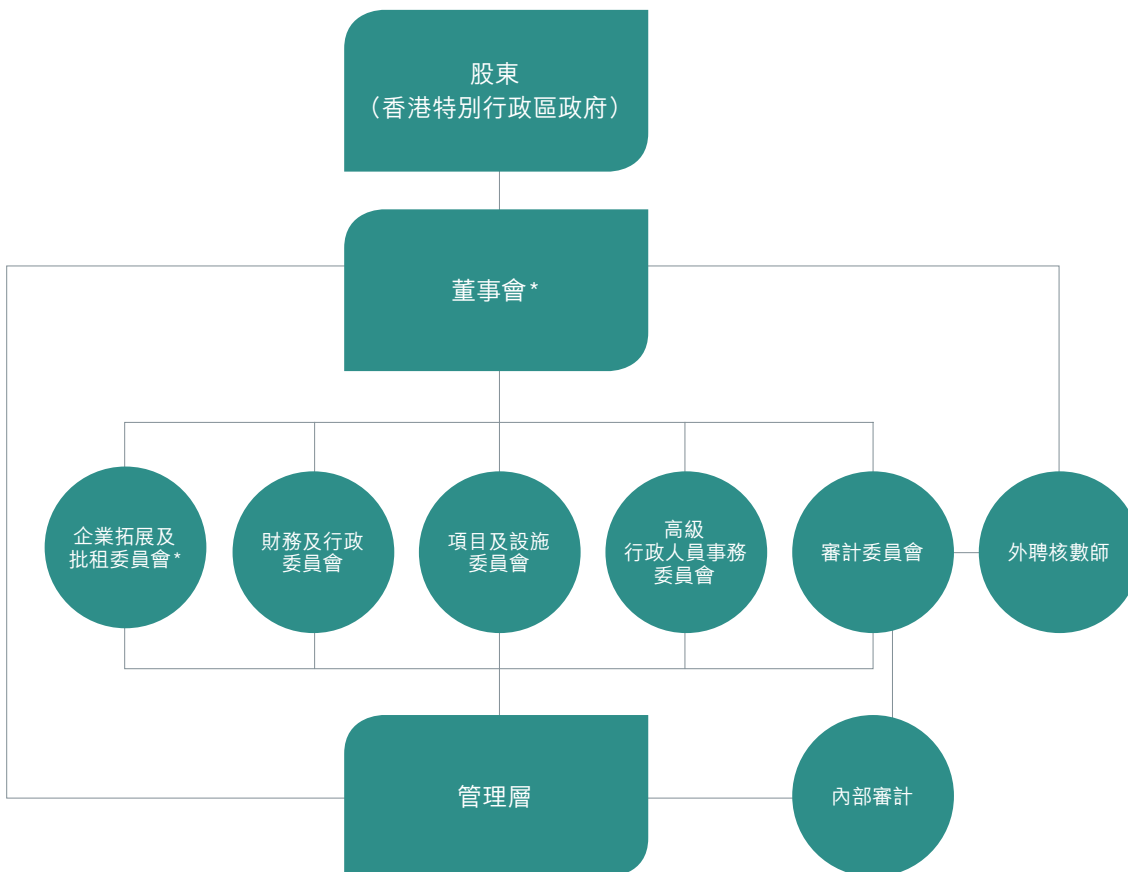 股東
（香港特別行政區政府）
董事會*
企業拓展及
批租委員會*
財務及行政
委員會
項目及設施
委員會
高級
行政人員事務
委員會
審計委員會
外聘核數師
管理層
內部審計